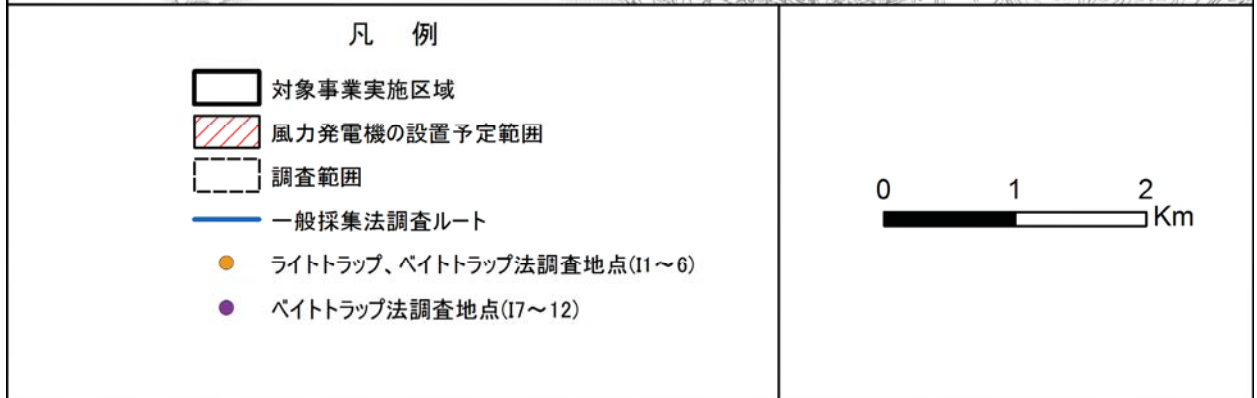 凡　例
対象事業実施区域
風力発電機の設置予定範囲
調査範囲
一般採集法調査ルート
ライトトラップ、ベイトトラップ法調査地点(I1～6)
ベイトトラップ法調査地点(I7～12)
0 1 2
Km